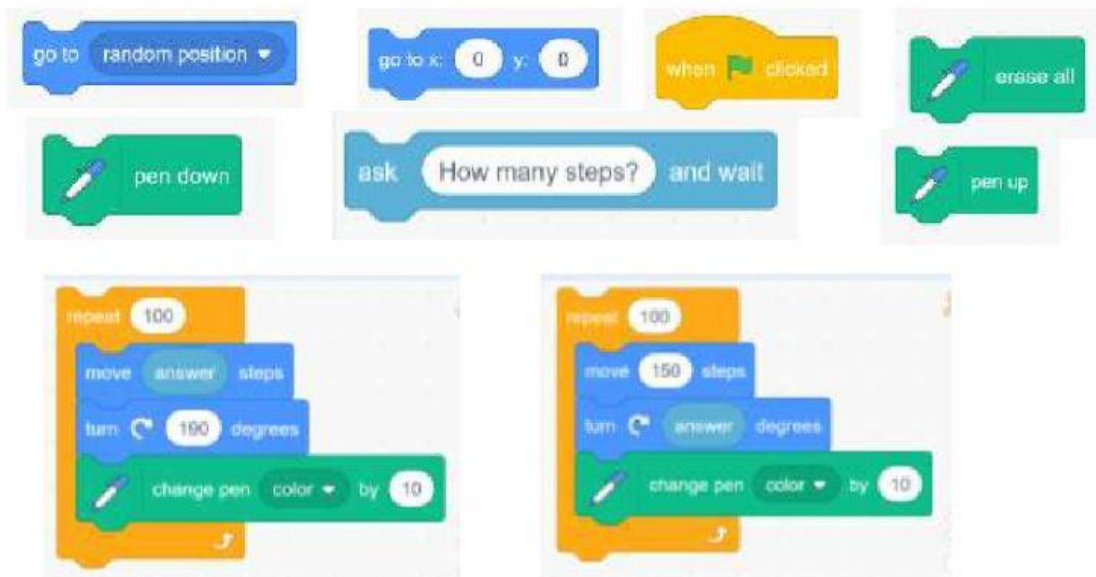 go to random position
go to x: 0 y: 0
when clicked
erase all
pen down
ask How many steps? and wait
pen up
repeat 100
move answer steps
turn 190 degrees
change pen color by 10
repeat 100
move 150 steps
turn answer degrees
change pen color by 10